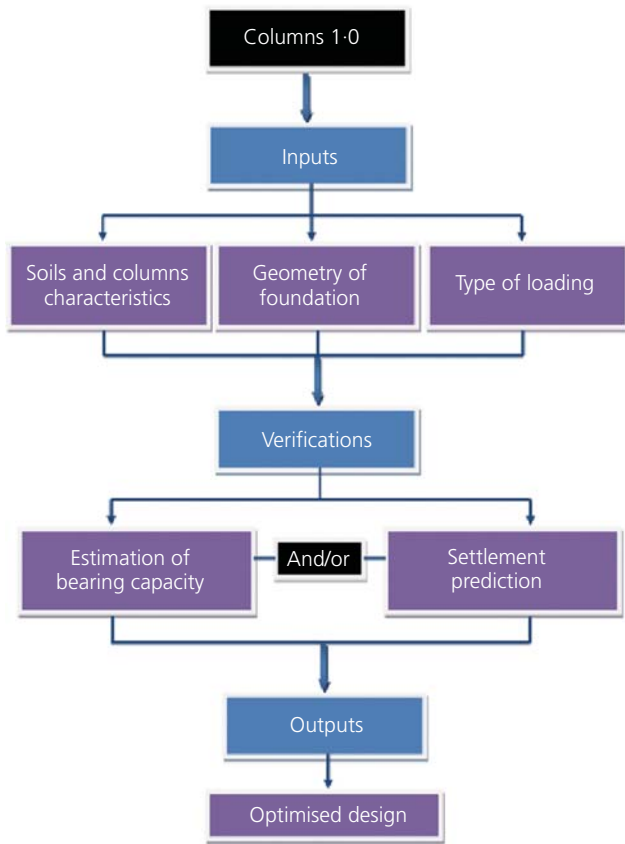 Columns 1·0
Inputs
Soils and columns
characteristics
Geometry of
foundation
Type of loading
Verifications
Estimation of
bearing capacity
And/or
Settlement
prediction
Outputs
Optimised design